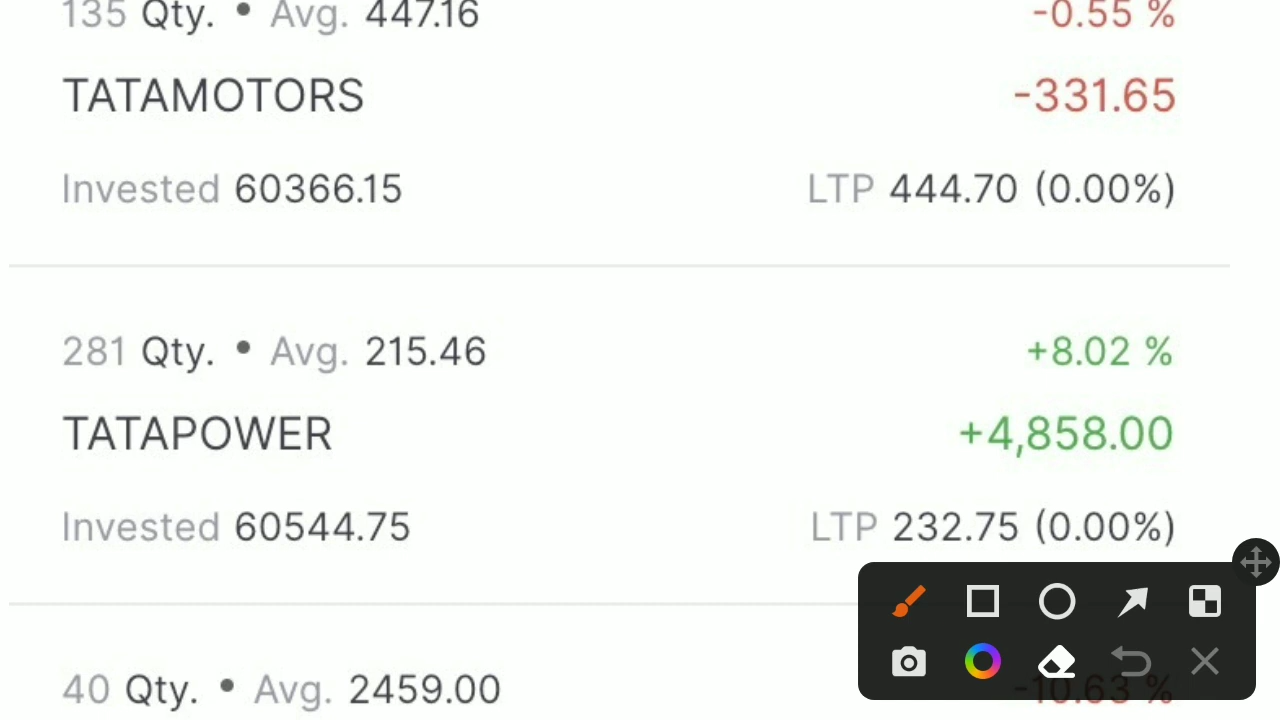 135 Qty. • Avg. 447.16 -0.55 %
TATAMOTORS -331.65
Invested 60366.15 LTP 444.70 (0.00%)
281 Qty. • Avg. 215.46 +8.02 %
TATAPOWER +4,858.00
Invested 60544.75 LTP 232.75 (0.00%)
40 Qty. • Avg. 2459.00 -10.63 %